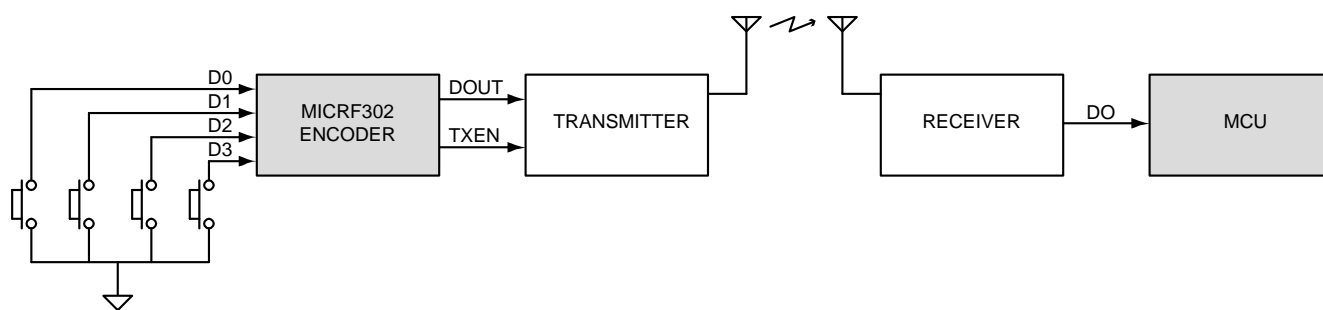 D0
D1
D2
D3
MICRF302
ENCODER
DOUT
TXEN
TRANSMITTER
RECEIVER
DO
MCU